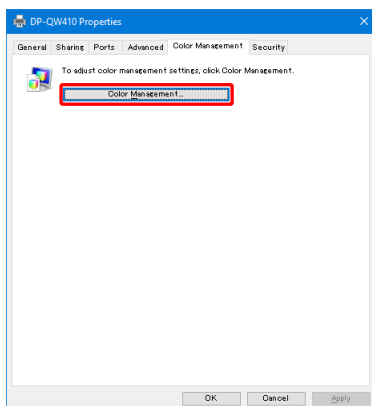 DP-QW410 Properties
General Sharing Ports Advanced Color Management Security
To adjust color management settings, click Color Management.
Color Management...
OK Cancel Apply